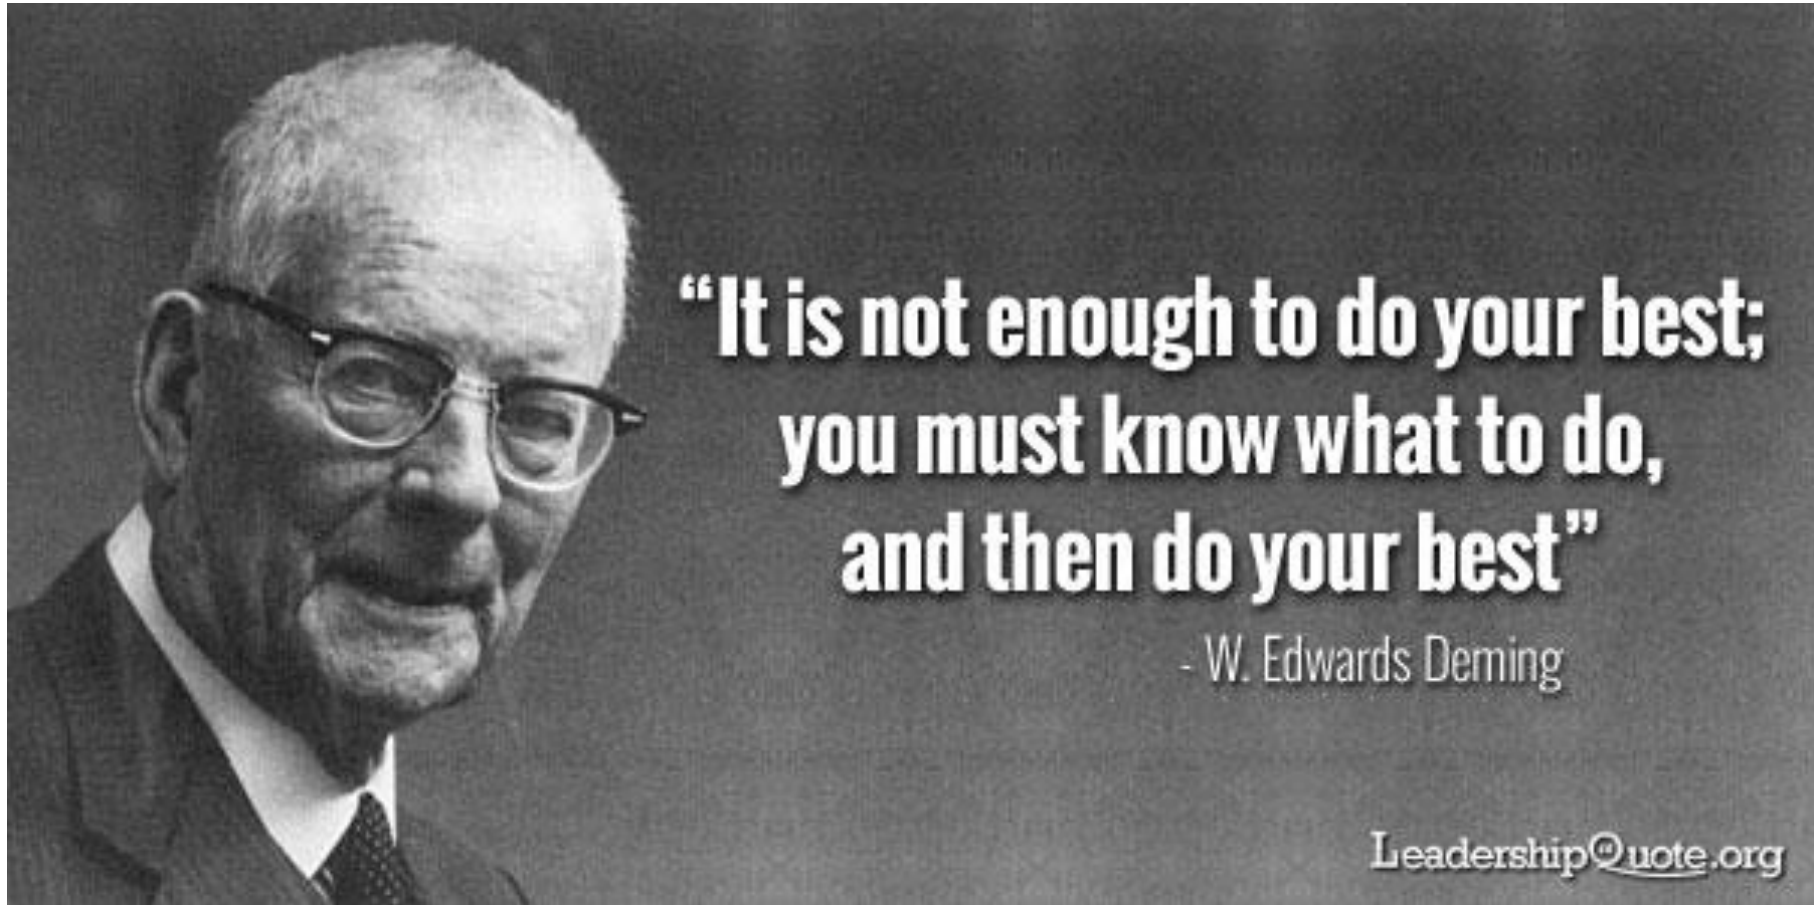 “It is not enough to do your best;
you must know what to do,
and then do your best”
- W. Edwards Deming
LeadershipQuote.org